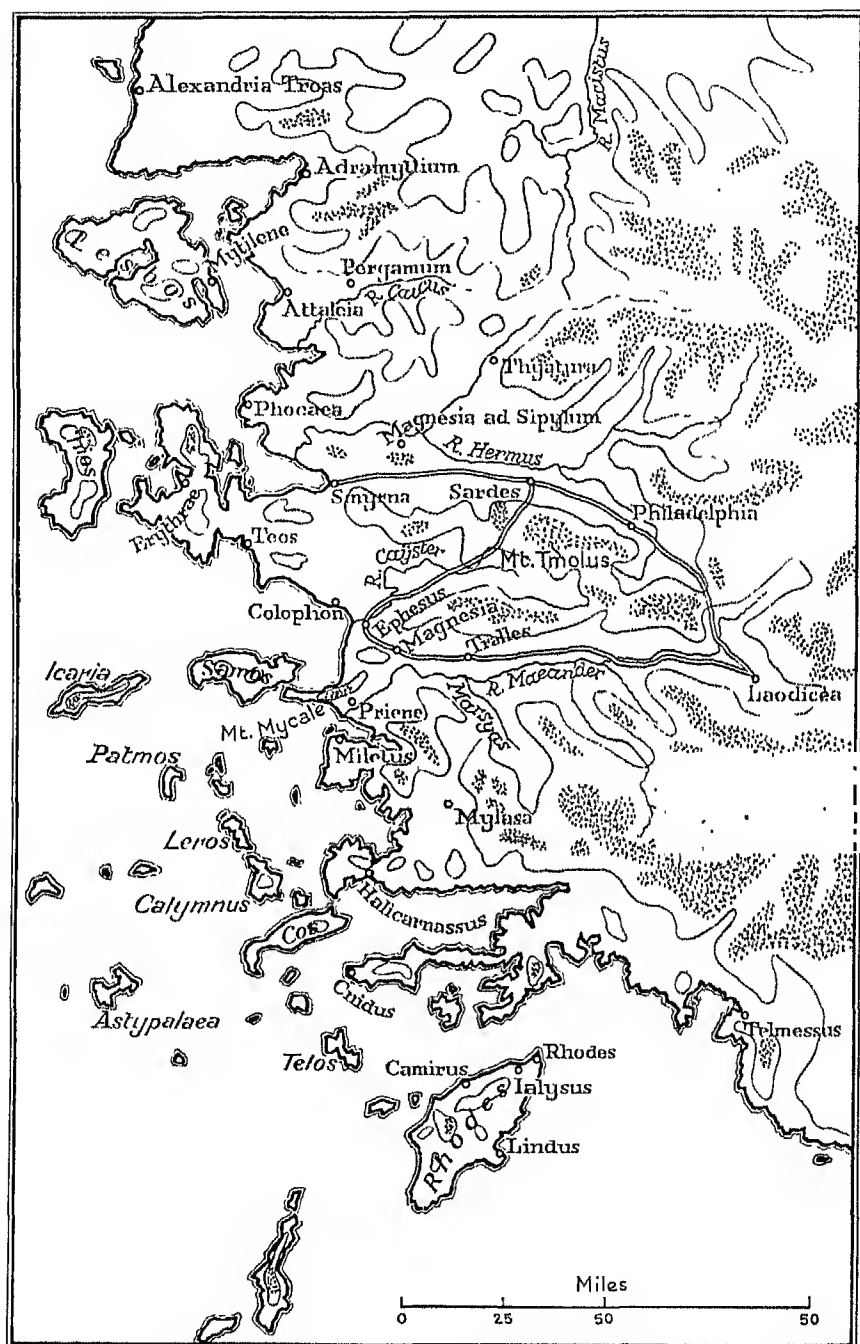 Alexandria Troas
R. Macistus
Adramyttium
Lesbos
Mytilene
Pergamum
R. Caicus
Attaleia
Thyatira
Phocaea
Magnesia ad Sipylum
R. Hermus
Chios
Erythrae
Smyrna
Sardes
Philadelphia
Teos
R. Cayster
Mt. Tmolus
Colophon
Ephesus
Magnesia
Tralles
Icaria
Samos
R. Maeander
Laodicea
Mt. Mycale
Priene
Marsyas
Patmos
Miletus
Mylasa
Leros
Calymnus
Halicarnassus
Cos
Cnidus
Astypalaea
Telmessus
Telos
Camirus
Rhodes
Ialysus
Rhodes
Lindus
Miles
0 25 50 50